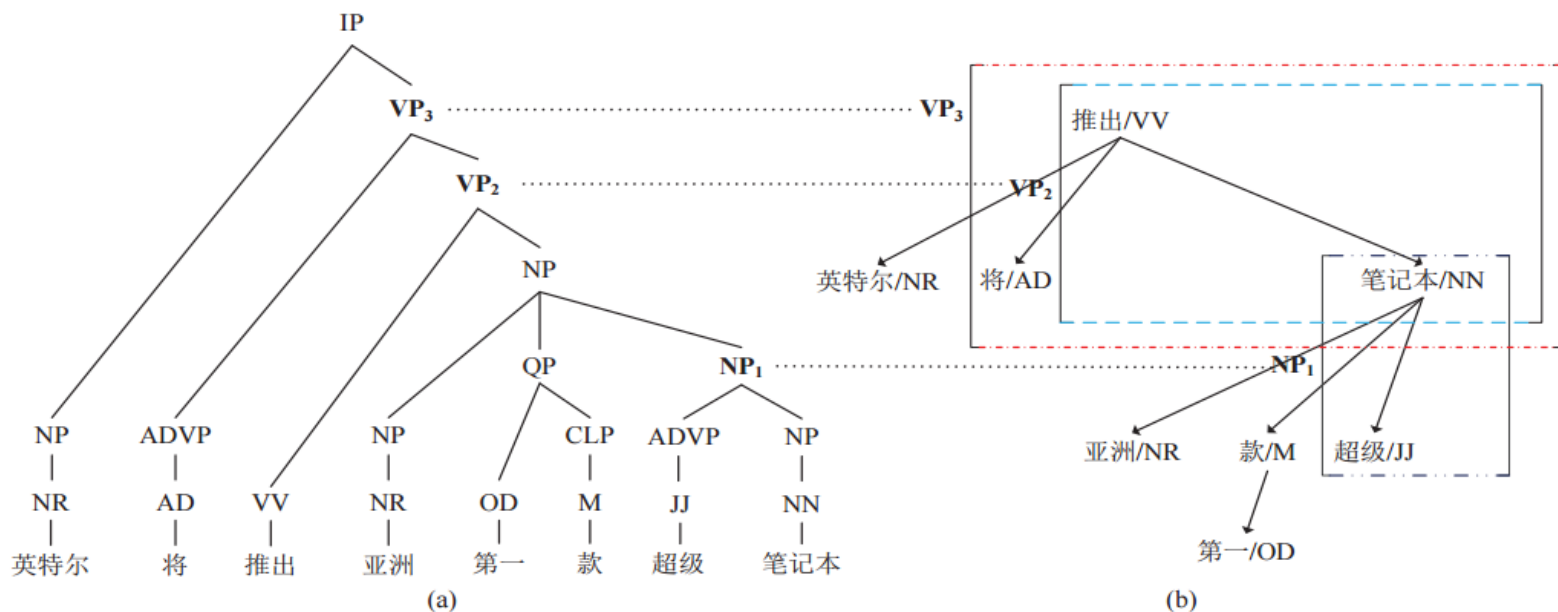 IP
VP3 VP3
推出/VV
VP2 VP2
NP 英特尔/NR 将/AD 笔记本/NN
QP NP1 NP1
NP ADVP NP CLP ADVP NP 亚洲/NR 款/M 超级/JJ
NR AD VV NR OD M JJ NN
第一/OD
英特尔 将 推出 亚洲 第一 款 超级 笔记本
(a) (b)